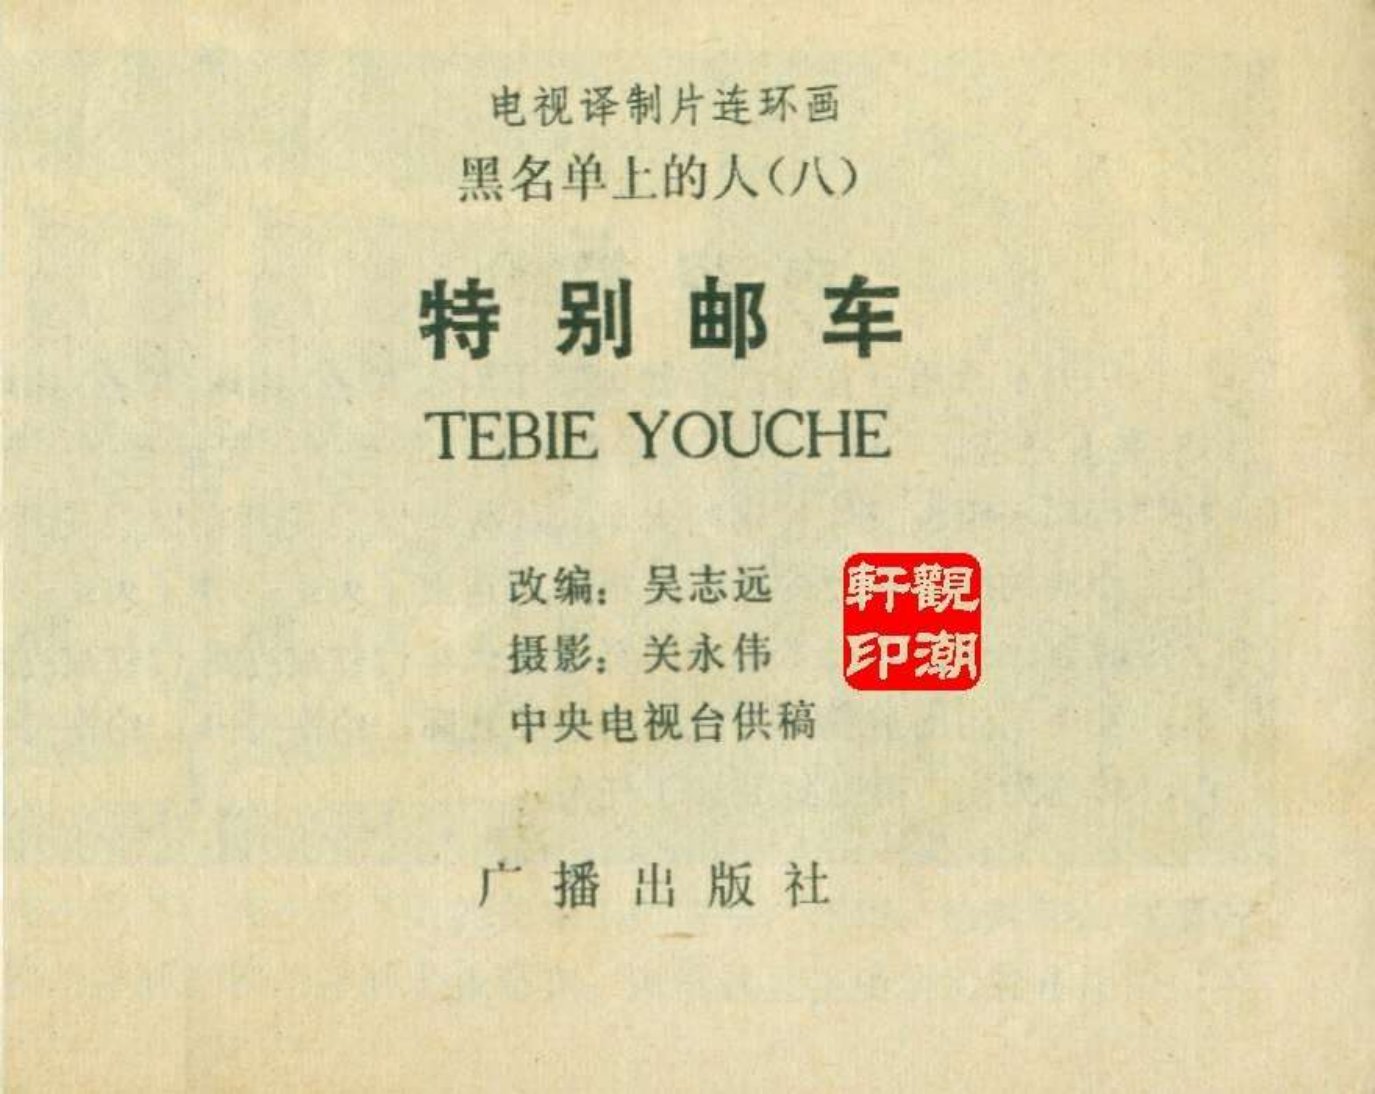 电视译制片连环画
黑名单上的人(八)
特别邮车
TEBIE YOUCHE
改编：吴志远
摄影：关永伟
中央电视台供稿
觀潮軒印
广播出版社